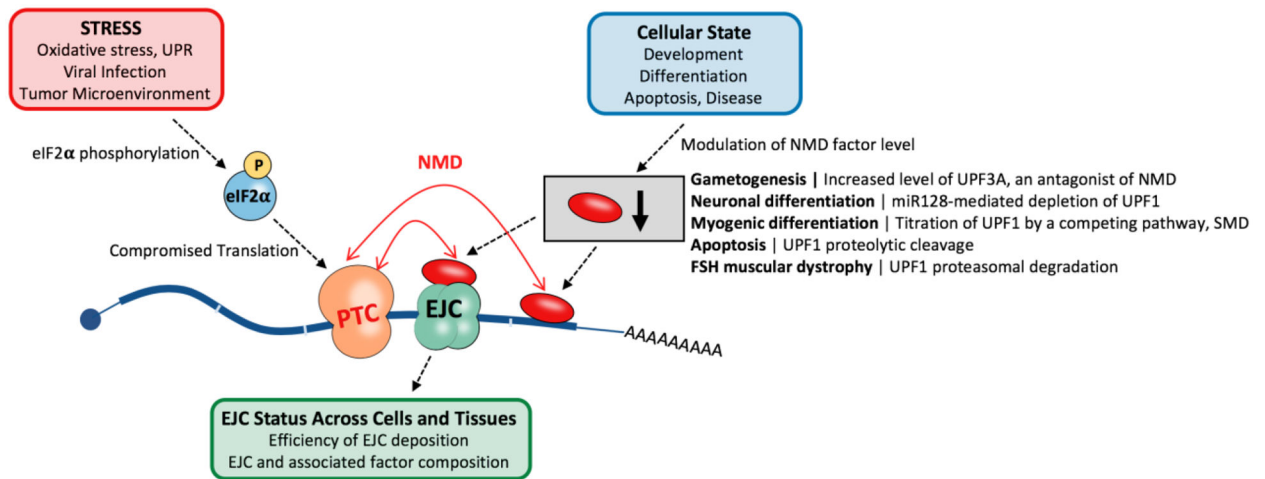 STRESS
Oxidative stress, UPR
Viral Infection
Tumor Microenvironment
Cellular State
Development
Differentiation
Apoptosis, Disease
eIF2α phosphorylation
P
eIF2α
Compromised Translation
NMD
Modulation of NMD factor level
Gametogenesis | Increased level of UPF3A, an antagonist of NMD
Neuronal differentiation | miR128-mediated depletion of UPF1
Myogenic differentiation | Titration of UPF1 by a competing pathway, SMD
Apoptosis | UPF1 proteolytic cleavage
FSH muscular dystrophy | UPF1 proteasomal degradation
PTC
EJC
AAAAAAAAA
EJC Status Across Cells and Tissues
Efficiency of EJC deposition
EJC and associated factor composition